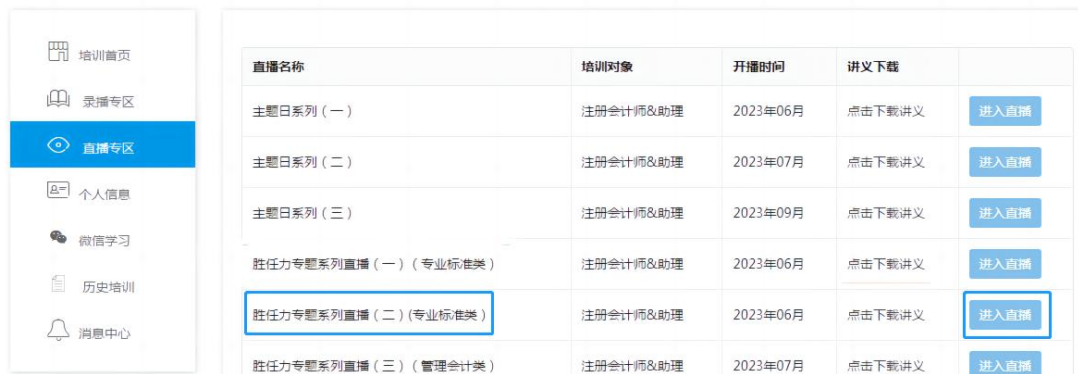 培训首页
录播专区
直播专区
个人信息
微信学习
历史培训
消息中心
直播名称 培训对象 开播时间 讲义下载
主题日系列（一） 注册会计师&助理 2023年06月 点击下载讲义 进入直播
主题日系列（二） 注册会计师&助理 2023年07月 点击下载讲义 进入直播
主题日系列（三） 注册会计师&助理 2023年09月 点击下载讲义 进入直播
胜任力专题系列直播（一）（专业标准类） 注册会计师&助理 2023年06月 点击下载讲义 进入直播
胜任力专题系列直播（二）(专业标准类） 注册会计师&助理 2023年06月 点击下载讲义 进入直播
胜任力专题系列直播（三）（管理会计类） 注册会计师&助理 2023年07月 点击下载讲义 进入直播